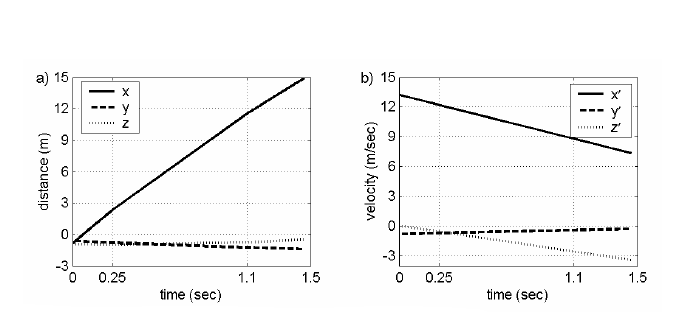 a)
15
12
9
6
3
0
-3
distance (m)
x
y
z
0 0.25 1.1 1.5
time (sec)
b)
15
12
9
6
3
0
-3
velocity (m/sec)
x′
y′
z′
0 0.25 1.1 1.5
time (sec)